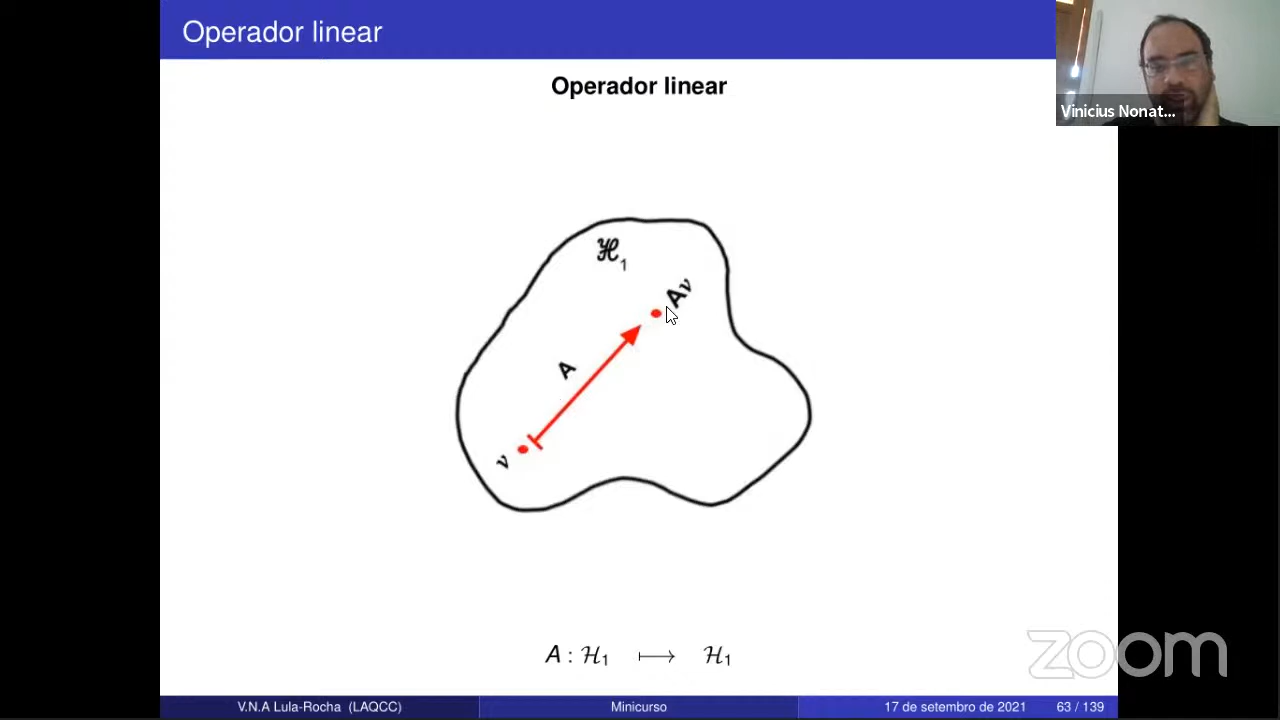 Operador linear
Operador linear
Vinicius Nonat...
ℋ₁
Aν
A
ν
A : ℋ₁ ⟼ ℋ₁
zoom
V.N.A Lula-Rocha (LAQCC) Minicurso 17 de setembro de 2021 63 / 139